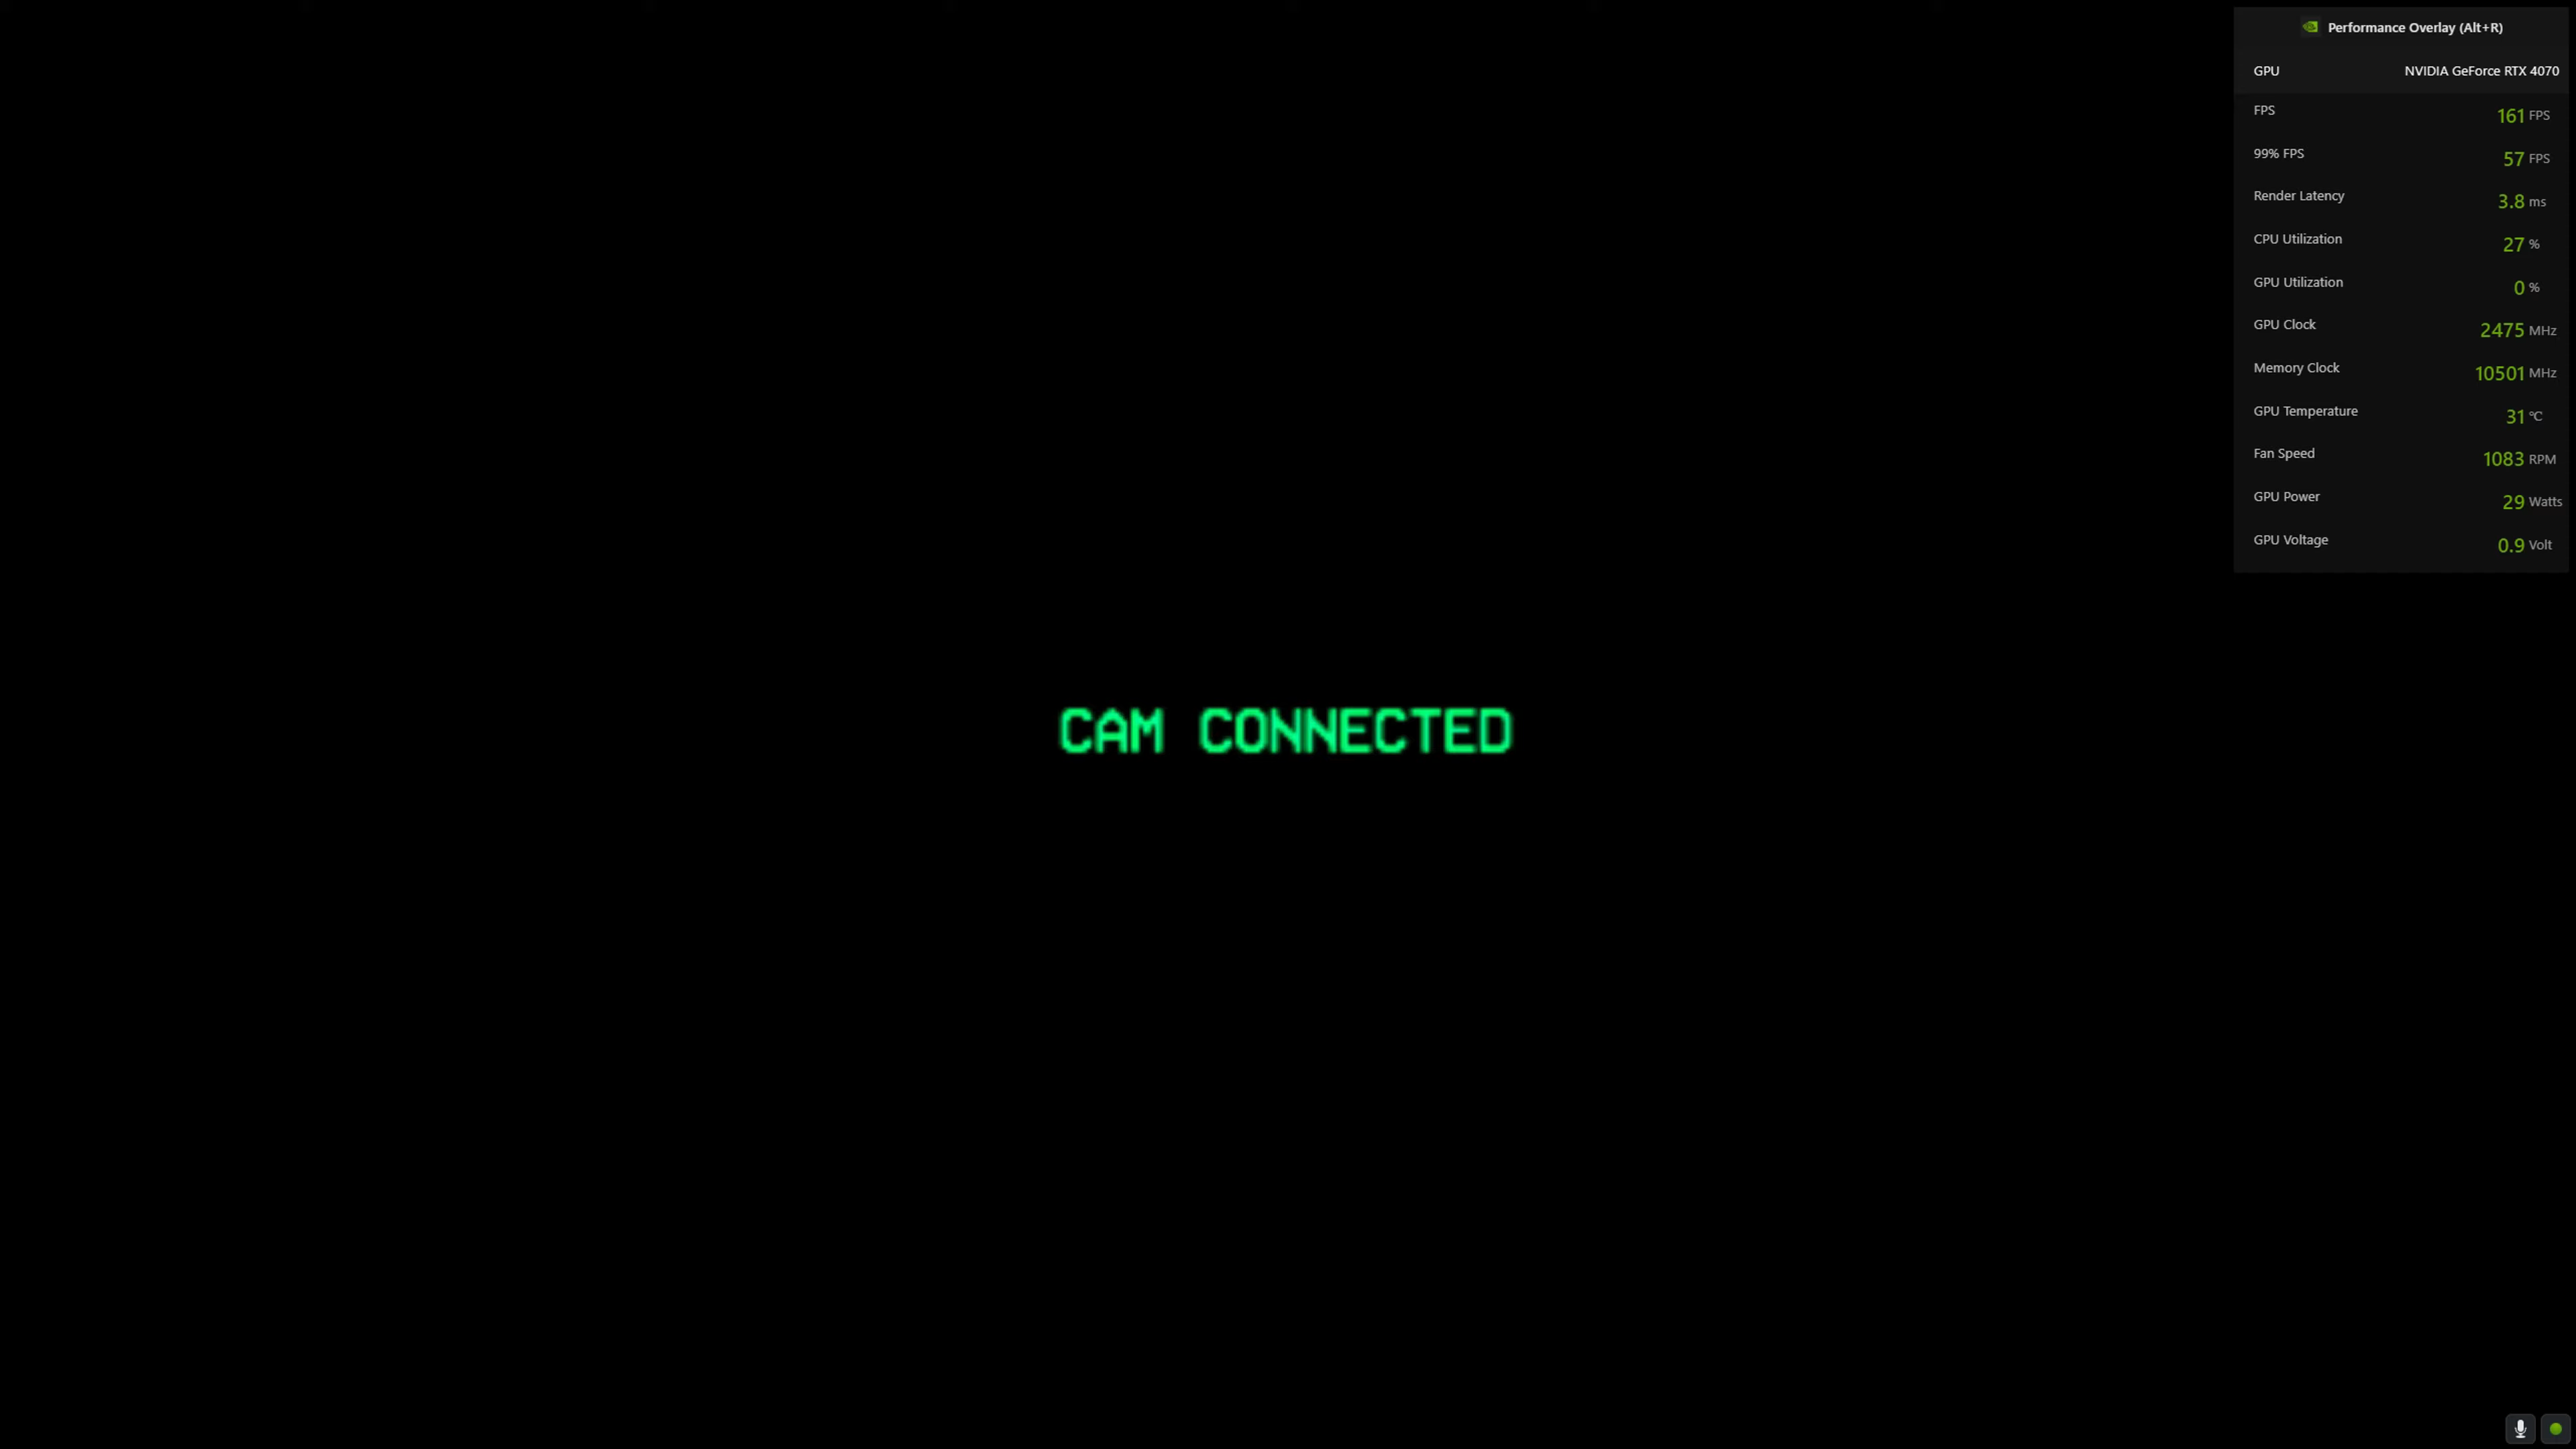 Performance Overlay (Alt+R)
GPU NVIDIA GeForce RTX 4070
FPS 161 FPS
99% FPS 57 FPS
Render Latency 3.8 ms
CPU Utilization 27 %
GPU Utilization 0 %
GPU Clock 2475 MHz
Memory Clock 10501 MHz
GPU Temperature 31 °C
Fan Speed 1083 RPM
GPU Power 29 Watts
GPU Voltage 0.9 Volt
CAM CONNECTED